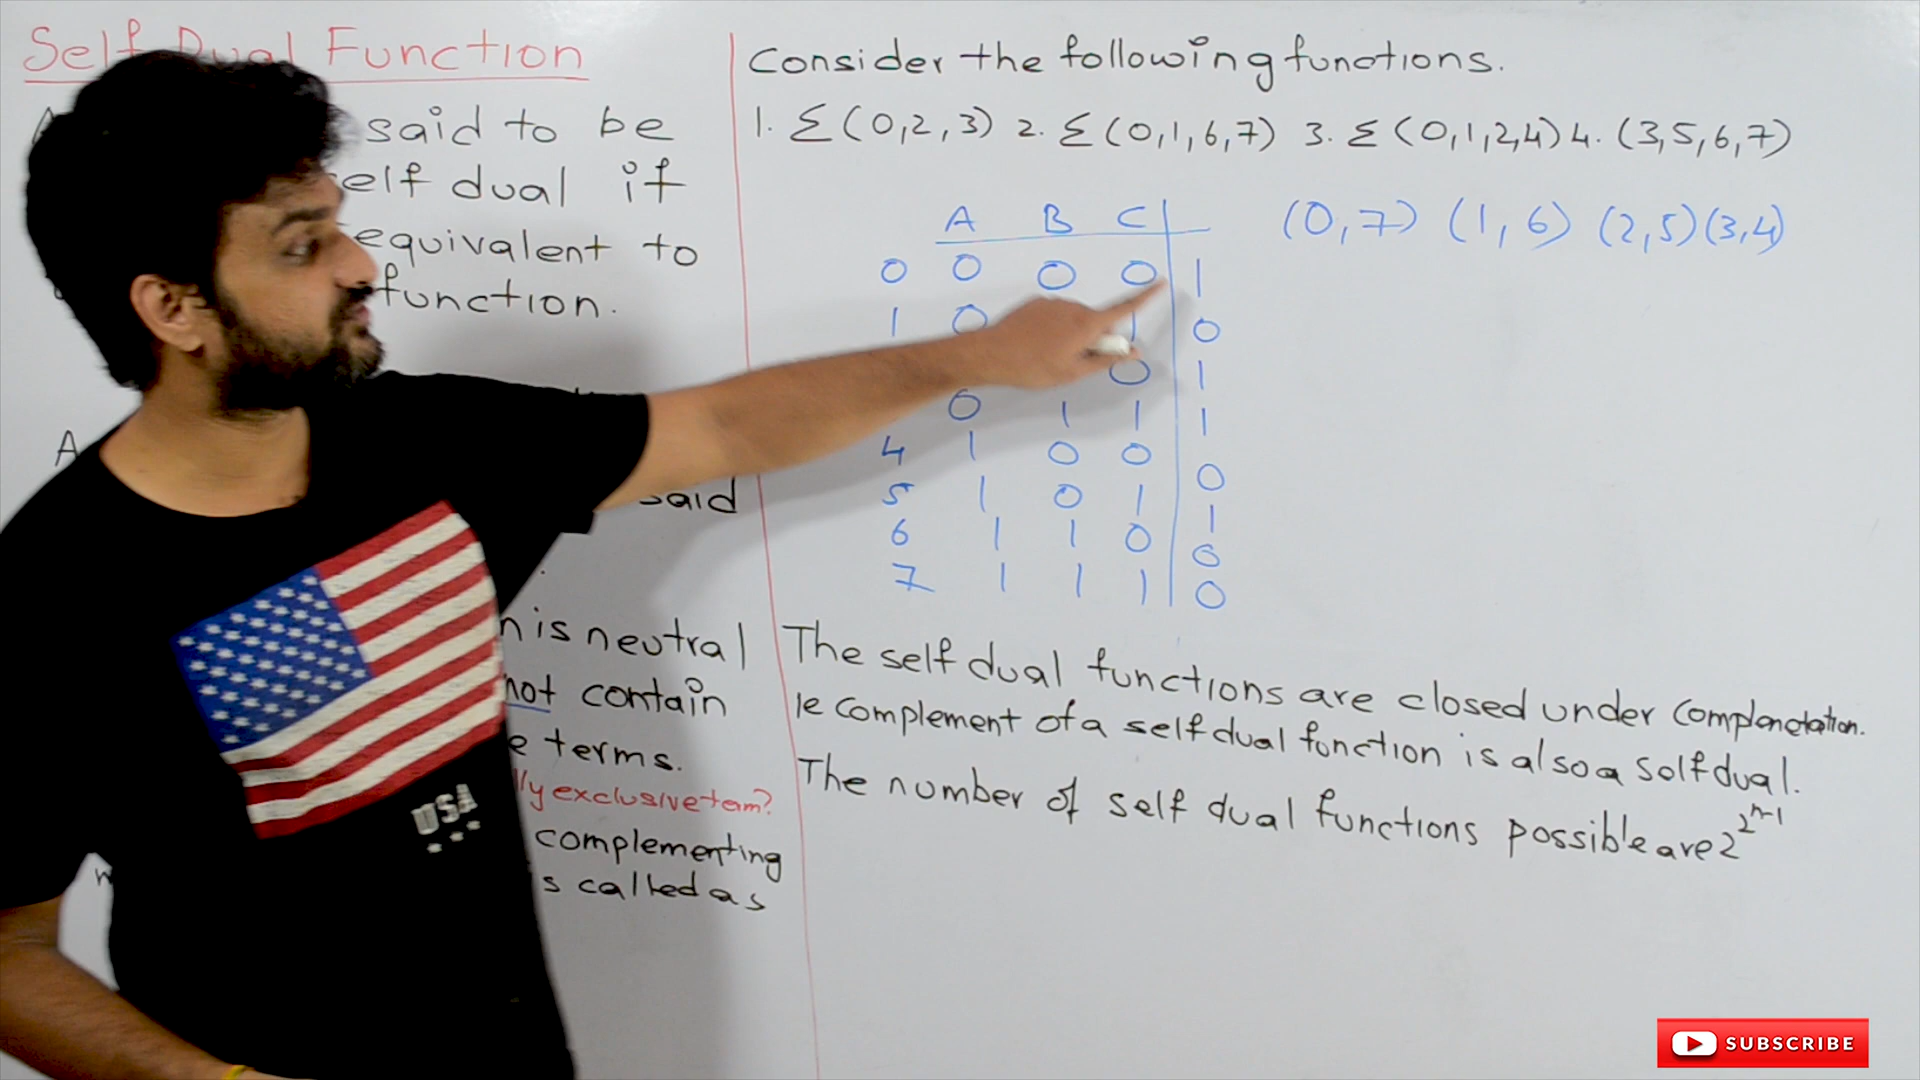 Self Dual Function
said to be
self dual if
equivalent to
function.
A
said
is neutral
not contain
terms.
exclusive term?
complementing
s called as
Consider the following functions.
1. Σ(0,2,3) 2. Σ(0,1,6,7) 3. Σ(0,1,2,4) 4. (3,5,6,7)
A B C (0,7) (1,6) (2,5) (3,4)
0 0 0 0 1
1 0 1 0
0 1
0 1 1 1
4 1 0 0 0
5 1 0 1 1
6 1 1 0 0
7 1 1 1 0
The self dual functions are closed under
ie complement of a self dual function is also a Self dual.
The number of self dual functions possible are 2^2^n-1
USA
SUBSCRIBE